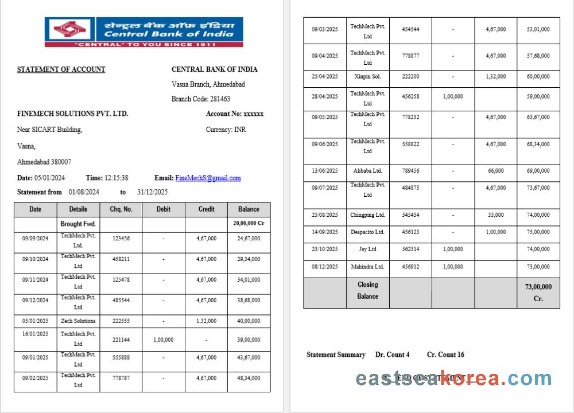 सेन्ट्रल बैंक ऑफ़ इंडिया
Central Bank of India
"CENTRAL" TO YOU SINCE 1911
STATEMENT OF ACCOUNT
CENTRAL BANK OF INDIA
Vasna Branch, Ahmedabad
Branch Code: 281463
FINEMECH SOLUTIONS PVT. LTD.
Account No: xxxxxx
Near SICART Building,
Currency: INR
Vasna,
Ahmedabad 380007
Date: 05/01/2024 Time: 12:15:38 Email: FineMechS@gmail.com
Statement from 01/08/2024 to 31/12/2025
Date Details Chq. No. Debit Credit Balance
Brought Fwd. 20,00,000 Cr
09/09/2024 TechMech Pvt. Ltd. 123456 - 4,67,000 24,67,000
09/10/2024 TechMech Pvt. Ltd. 458211 - 4,67,000 29,34,000
09/11/2024 TechMech Pvt. Ltd. 125478 - 4,67,000 34,01,000
09/12/2024 TechMech Pvt. Ltd. 485544 - 4,67,000 38,68,000
05/01/2025 Zech Solutions 222555 - 1,32,000 40,00,000
16/01/2025 TechMech Pvt. Ltd. 221144 1,00,000 - 39,00,000
09/01/2025 TechMech Pvt. Ltd. 555888 - 4,67,000 43,67,000
09/02/2025 TechMech Pvt. Ltd. 778787 - 4,67,000 48,34,000
09/03/2025 TechMech Pvt. Ltd 454544 - 4,67,000 53,01,000
09/04/2025 TechMech Pvt. Ltd 778877 - 4,67,000 57,68,000
25/04/2025 Xiaqin Sol. 222200 - 1,32,000 60,00,000
28/04/2025 TechMech Pvt. Ltd 456258 1,00,000 59,00,000
09/05/2025 TechMech Pvt. Ltd 778252 - 4,67,000 63,67,000
09/06/2025 TechMech Pvt. Ltd 558822 - 4,67,000 68,34,000
13/06/2025 Alibaba Ltd. 789456 - 66,000 69,00,000
09/07/2025 TechMech Pvt. Ltd 484875 - 4,67,000 73,67,000
25/08/2025 Changying Ltd. 545454 - 33,000 74,00,000
14/09/2025 Despacito Ltd. 456123 - 1,00,000 75,00,000
23/10/2025 Jay Ltd 562314 1,00,000 74,00,000
08/12/2025 Mahindra Ltd. 456912 1,00,000 73,00,000
Closing Balance 73,00,000 Cr.
Statement Summary Dr. Count 4 Cr. Count 16
eastseakorea.com